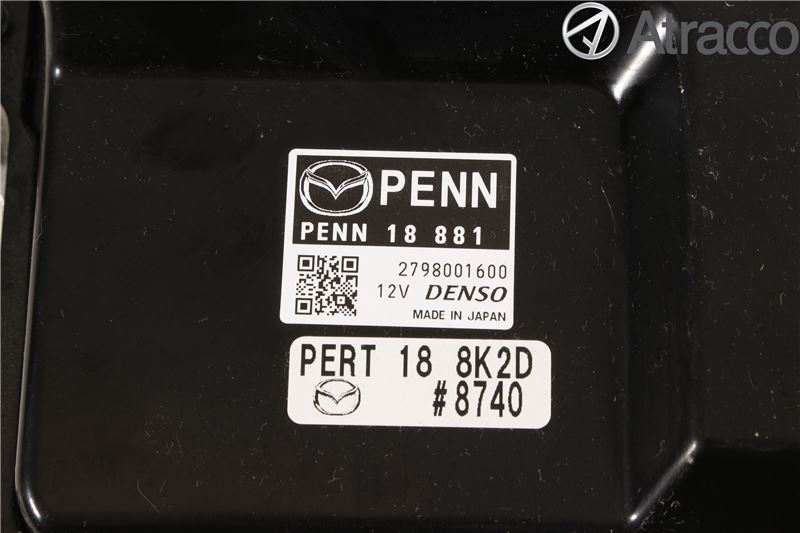 Atracco
PENN
PENN 18 881
2798001600
12V DENSO
MADE IN JAPAN
PERT 18 8K2D
#8740